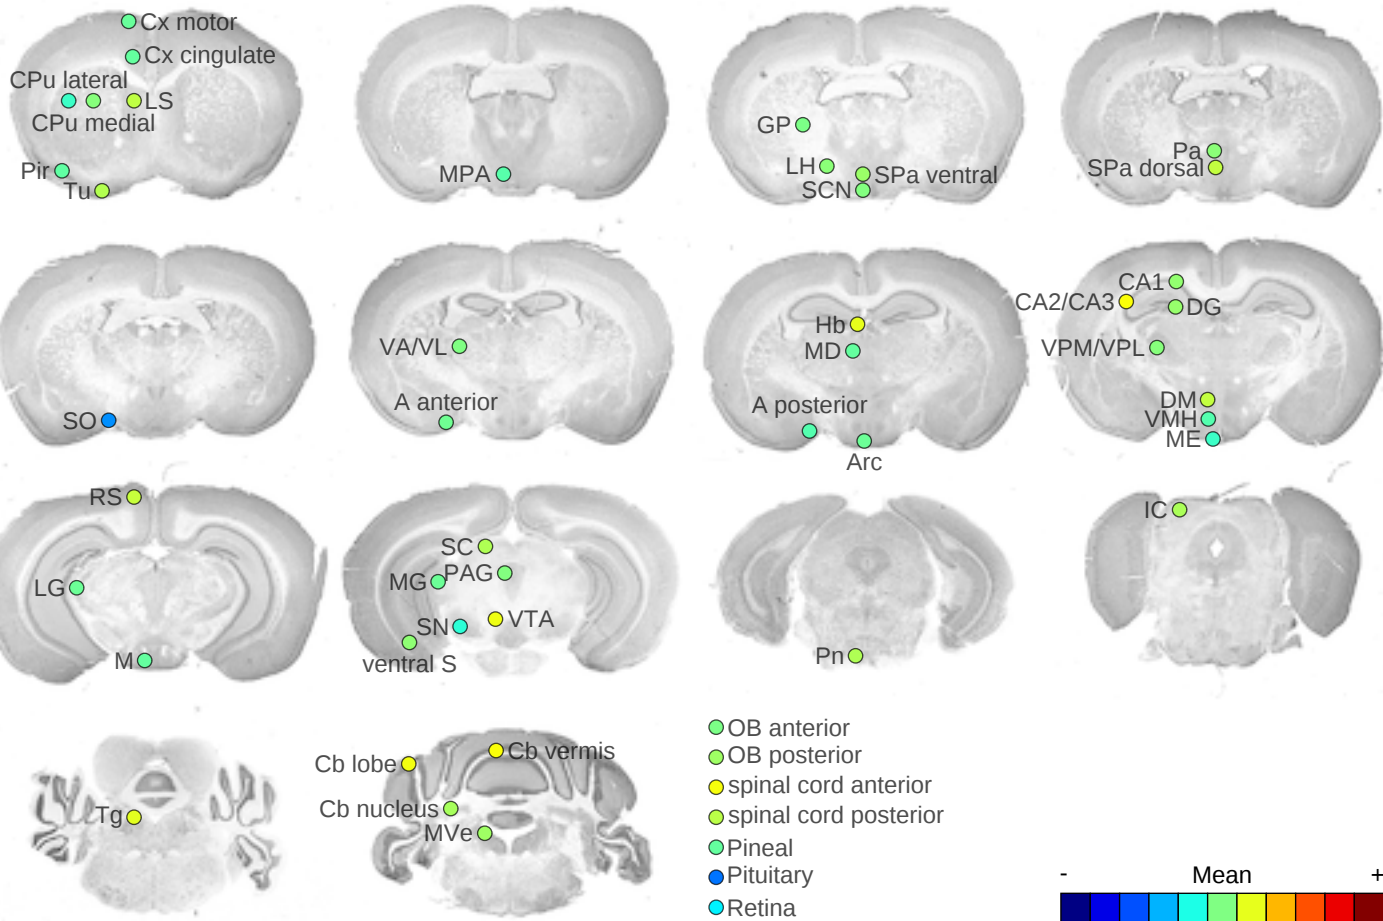 Cx motor
Cx cingulate
CPu lateral
LS
CPu medial
Pir
Tu
MPA
GP
LH
SPa ventral
SCN
Pa
SPa dorsal
SO
VA/VL
A anterior
Hb
MD
A posterior
Arc
CA1
CA2/CA3
DG
VPM/VPL
DM
VMH
ME
RS
LG
M
SC
PAG
MG
VTA
SN
ventral S
Pn
IC
Tg
Cb lobe
Cb vermis
Cb nucleus
MVe
OB anterior
OB posterior
spinal cord anterior
spinal cord posterior
Pineal
Pituitary
Retina
- Mean +